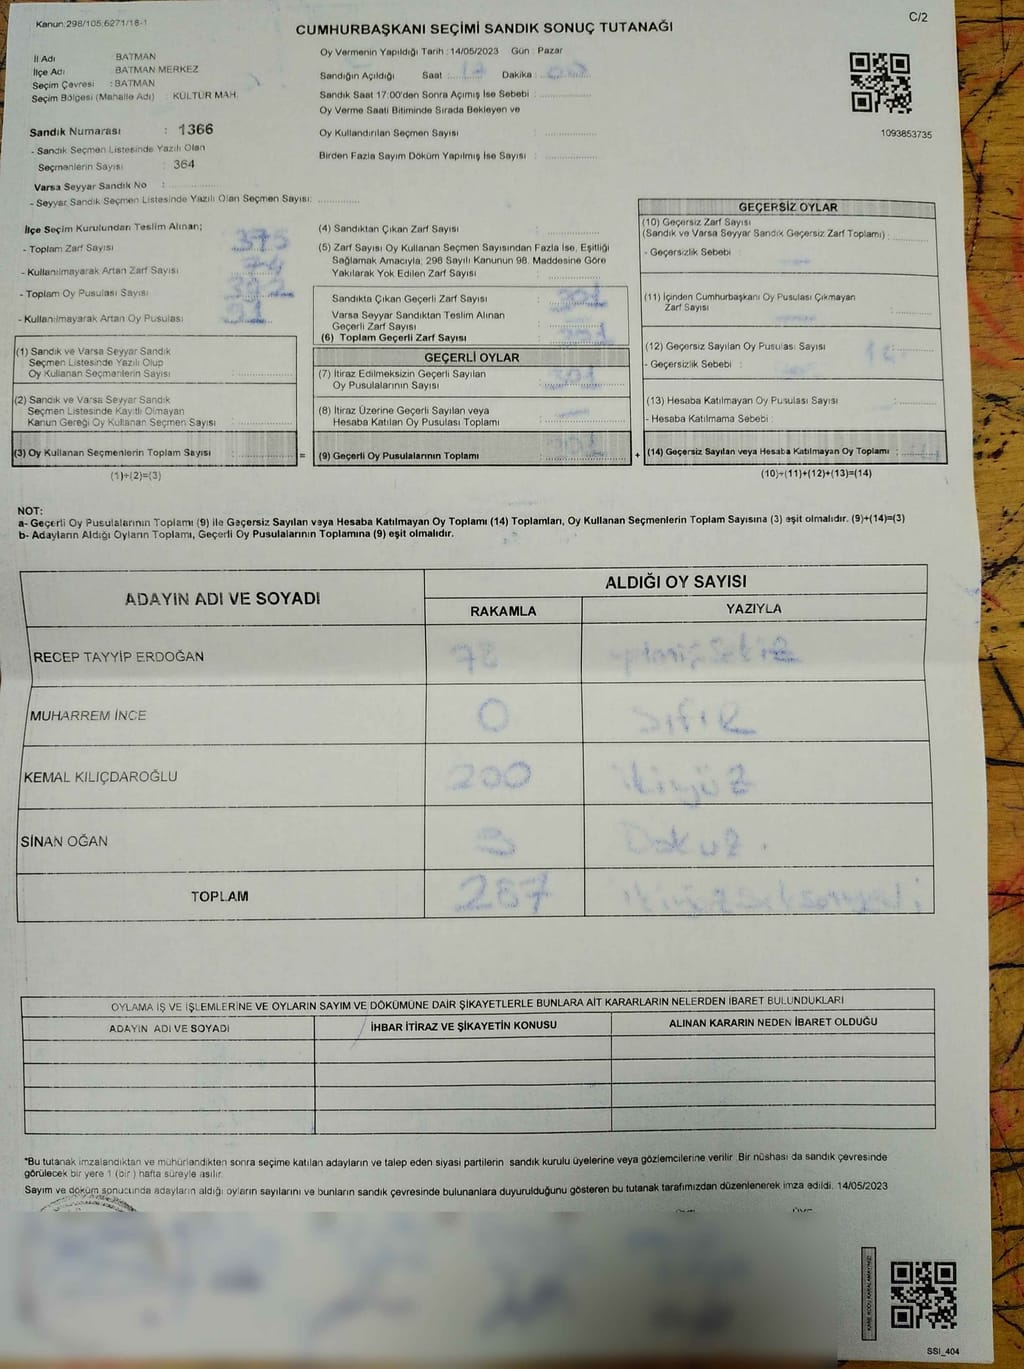 Kanun:298/105;6271/18-1
C/2
CUMHURBAŞKANI SEÇİMİ SANDIK SONUÇ TUTANAĞI
İl Adı : BATMAN
İlçe Adı : BATMAN MERKEZ
Seçim Çevresi : BATMAN
Seçim Bölgesi (Mahalle Adı) : KÜLTÜR MAH.
Sandık Numarası : 1366
- Sandık Seçmen Listesinde Yazılı Olan
Seçmenlerin Sayısı : 364
Varsa Seyyar Sandık No :
- Seyyar Sandık Seçmen Listesinde Yazılı Olan Seçmen Sayısı:
Oy Vermenin Yapıldığı Tarih : 14/05/2023 Gün : Pazar
Sandığın Açıldığı Saat : 17 Dakika : 00
Sandık Saat 17:00'den Sonra Açımış İse Sebebi :
Oy Verme Saati Bitiminde Sırada Bekleyen ve
Oy Kullandırılan Seçmen Sayısı :
Birden Fazla Sayım Döküm Yapılmış İse Sayısı :
1093853735
İlçe Seçim Kurulundan Teslim Alınan;
- Toplam Zarf Sayısı 375
- Kullanılmayarak Artan Zarf Sayısı 74
- Toplam Oy Pusulası Sayısı 392
- Kullanılmayarak Artan Oy Pusulası 91
(1) Sandık ve Varsa Seyyar Sandık
Seçmen Listesinde Yazılı Olup
Oy Kullanan Seçmenlerin Sayısı :
(2) Sandık ve Varsa Seyyar Sandık
Seçmen Listesinde Kayıtlı Olmayan
Kanun Gereği Oy Kullanan Seçmen Sayısı :
(3) Oy Kullanan Seçmenlerin Toplam Sayısı :
(1)+(2)=(3)
=
(4) Sandıktan Çıkan Zarf Sayısı :
(5) Zarf Sayısı Oy Kullanan Seçmen Sayısından Fazla İse, Eşitliği
Sağlamak Amacıyla, 298 Sayılı Kanunun 98. Maddesine Göre
Yakılarak Yok Edilen Zarf Sayısı :
Sandıkta Çıkan Geçerli Zarf Sayısı : 301
Varsa Seyyar Sandıktan Teslim Alınan
Geçerli Zarf Sayısı :
(6) Toplam Geçerli Zarf Sayısı : 301
GEÇERLİ OYLAR
(7) İtiraz Edilmeksizin Geçerli Sayılan
Oy Pusulalarının Sayısı : 301
(8) İtiraz Üzerine Geçerli Sayılan veya
Hesaba Katılan Oy Pusulası Toplamı :
(9) Geçerli Oy Pusulalarının Toplamı :
+
GEÇERSİZ OYLAR
(10) Geçersiz Zarf Sayısı
(Sandık ve Varsa Seyyar Sandık Geçersiz Zarf Toplamı) :
- Geçersizlik Sebebi :
(11) İçinden Cumhurbaşkanı Oy Pusulası Çıkmayan
Zarf Sayısı :
(12) Geçersiz Sayılan Oy Pusulası Sayısı : 14
- Geçersizlik Sebebi :
(13) Hesaba Katılmayan Oy Pusulası Sayısı :
- Hesaba Katılmama Sebebi :
(14) Geçersiz Sayılan veya Hesaba Katılmayan Oy Toplamı :
(10)+(11)+(12)+(13)=(14)
NOT:
a- Geçerli Oy Pusulalarının Toplamı (9) ile Geçersiz Sayılan veya Hesaba Katılmayan Oy Toplamı (14) Toplamları, Oy Kullanan Seçmenlerin Toplam Sayısına (3) eşit olmalıdır. (9)+(14)=(3)
b- Adayların Aldığı Oyların Toplamı, Geçerli Oy Pusulalarının Toplamına (9) eşit olmalıdır.
ADAYIN ADI VE SOYADI
ALDIĞI OY SAYISI
RAKAMLA YAZIYLA
RECEP TAYYİP ERDOĞAN 78 yetmişsekiz
MUHARREM İNCE 0 SIFIR
KEMAL KILIÇDAROĞLU 200 ikiyüz
SİNAN OĞAN 9 Dokuz.
TOPLAM 287 ikiyüzseksenyedi
OYLAMA İŞ VE İŞLEMLERİNE VE OYLARIN SAYIM VE DÖKÜMÜNE DAİR ŞİKAYETLERLE BUNLARA AİT KARARLARIN NELERDEN İBARET BULUNDUKLARI
ADAYIN ADI VE SOYADI İHBAR İTİRAZ VE ŞİKAYETİN KONUSU ALINAN KARARIN NEDEN İBARET OLDUĞU
*Bu tutanak imzalandıktan ve mühürlendikten sonra seçime katılan adayların ve talep eden siyasi partilerin sandık kurulu üyelerine veya gözlemcilerine verilir. Bir nüshası da sandık çevresinde
görülecek bir yere 1 (bir) hafta süreyle asılır.
Sayım ve döküm sonucunda adayların aldığı oyların sayılarını ve bunların sandık çevresinde bulunanlara duyurulduğunu gösteren bu tutanak tarafımızdan düzenlenerek imza edildi. 14/05/2023
SSI_404